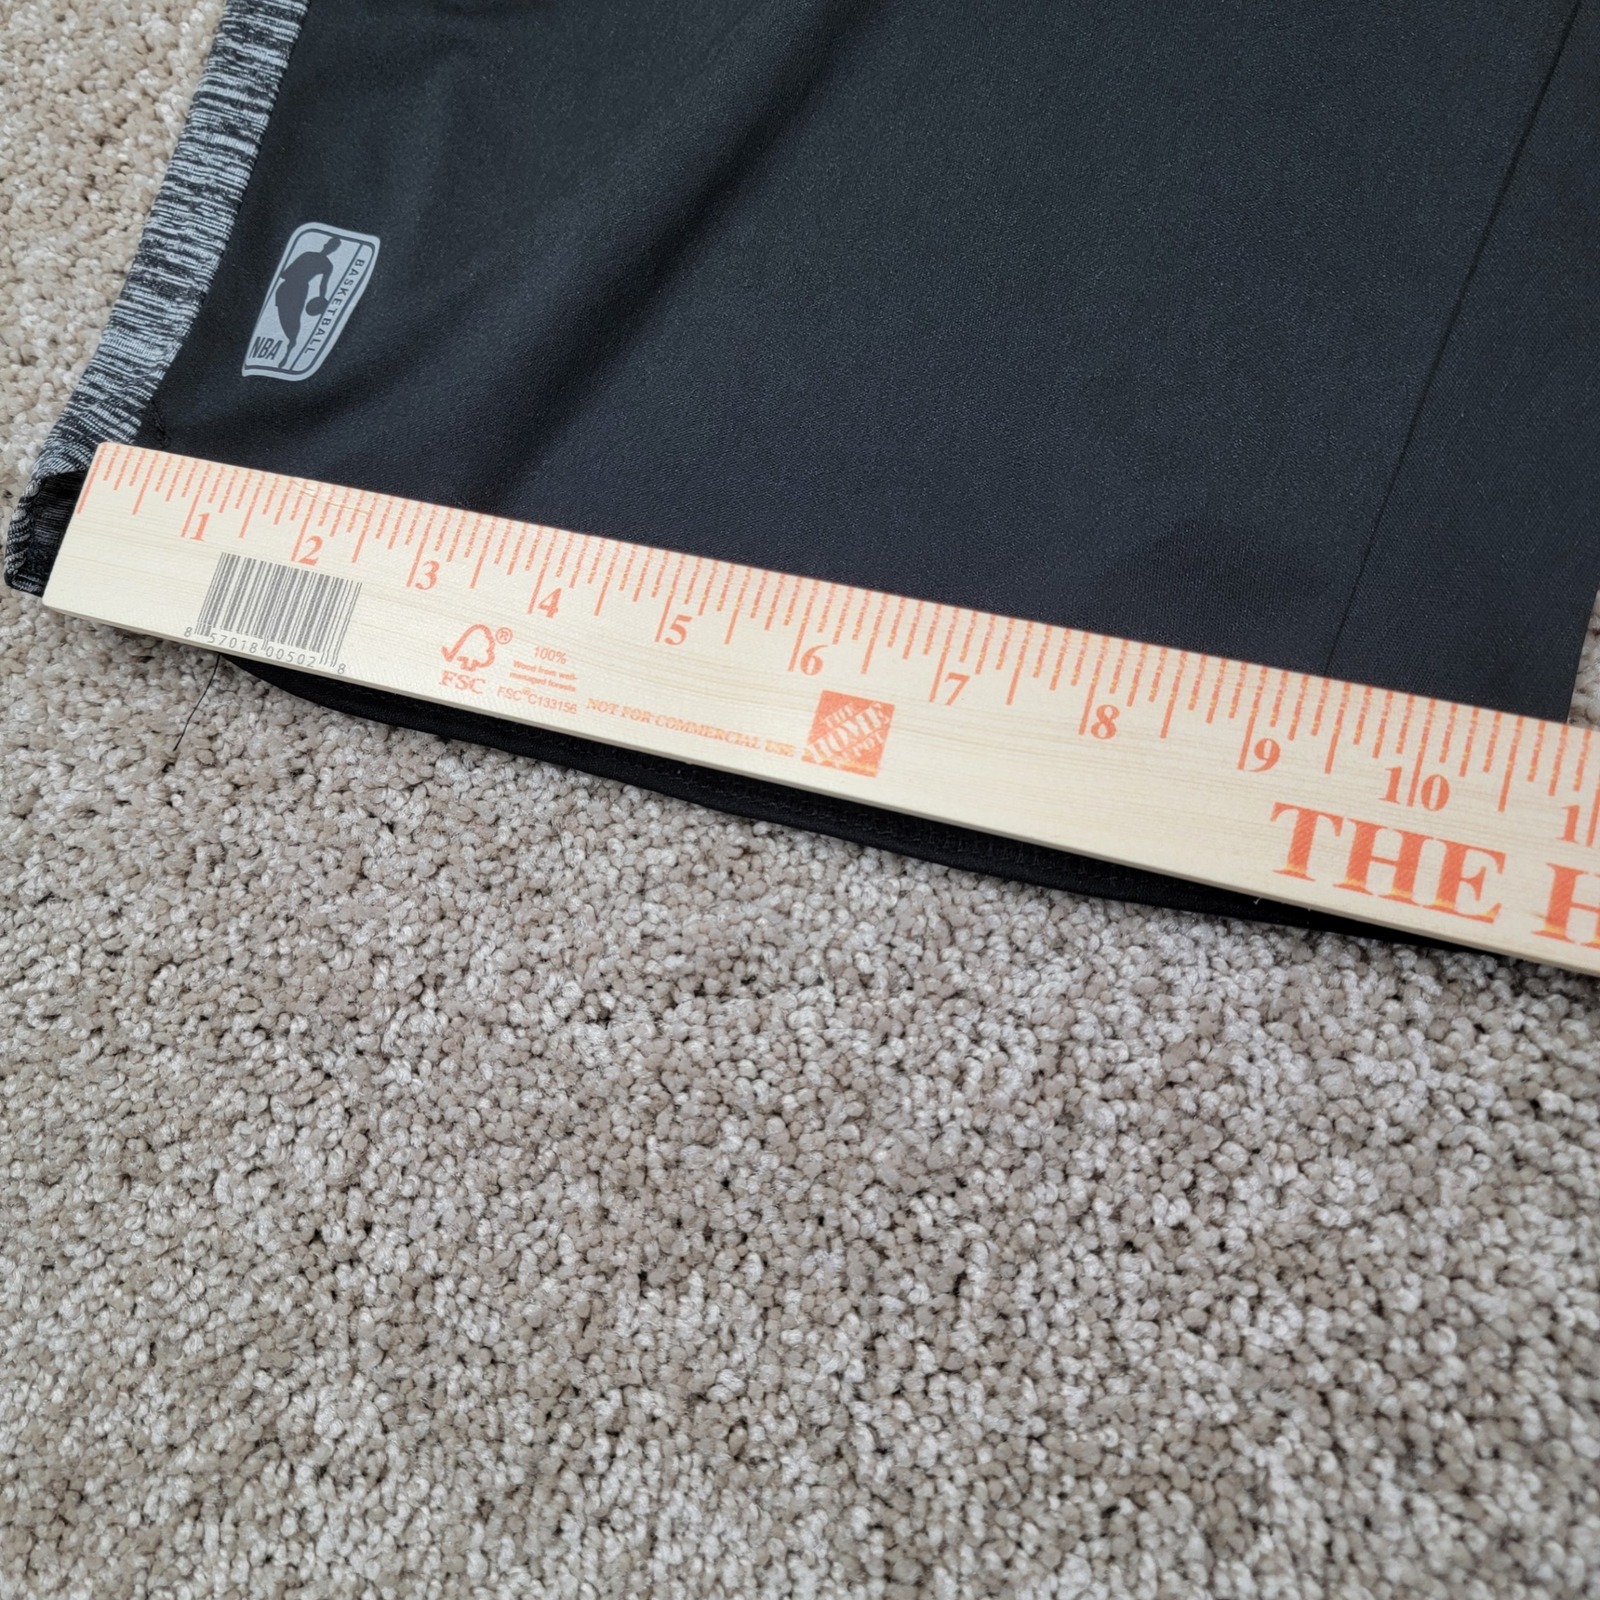 BASKETBALL
NBA
1 2 3 4 5 6 7 8 9 10 1
8 57018 00502 8
FSC®
100%
Wood from well-
managed forests
FSC® C133156
NOT FOR COMMERCIAL USE
THE
HOME
DEPOT
THE H